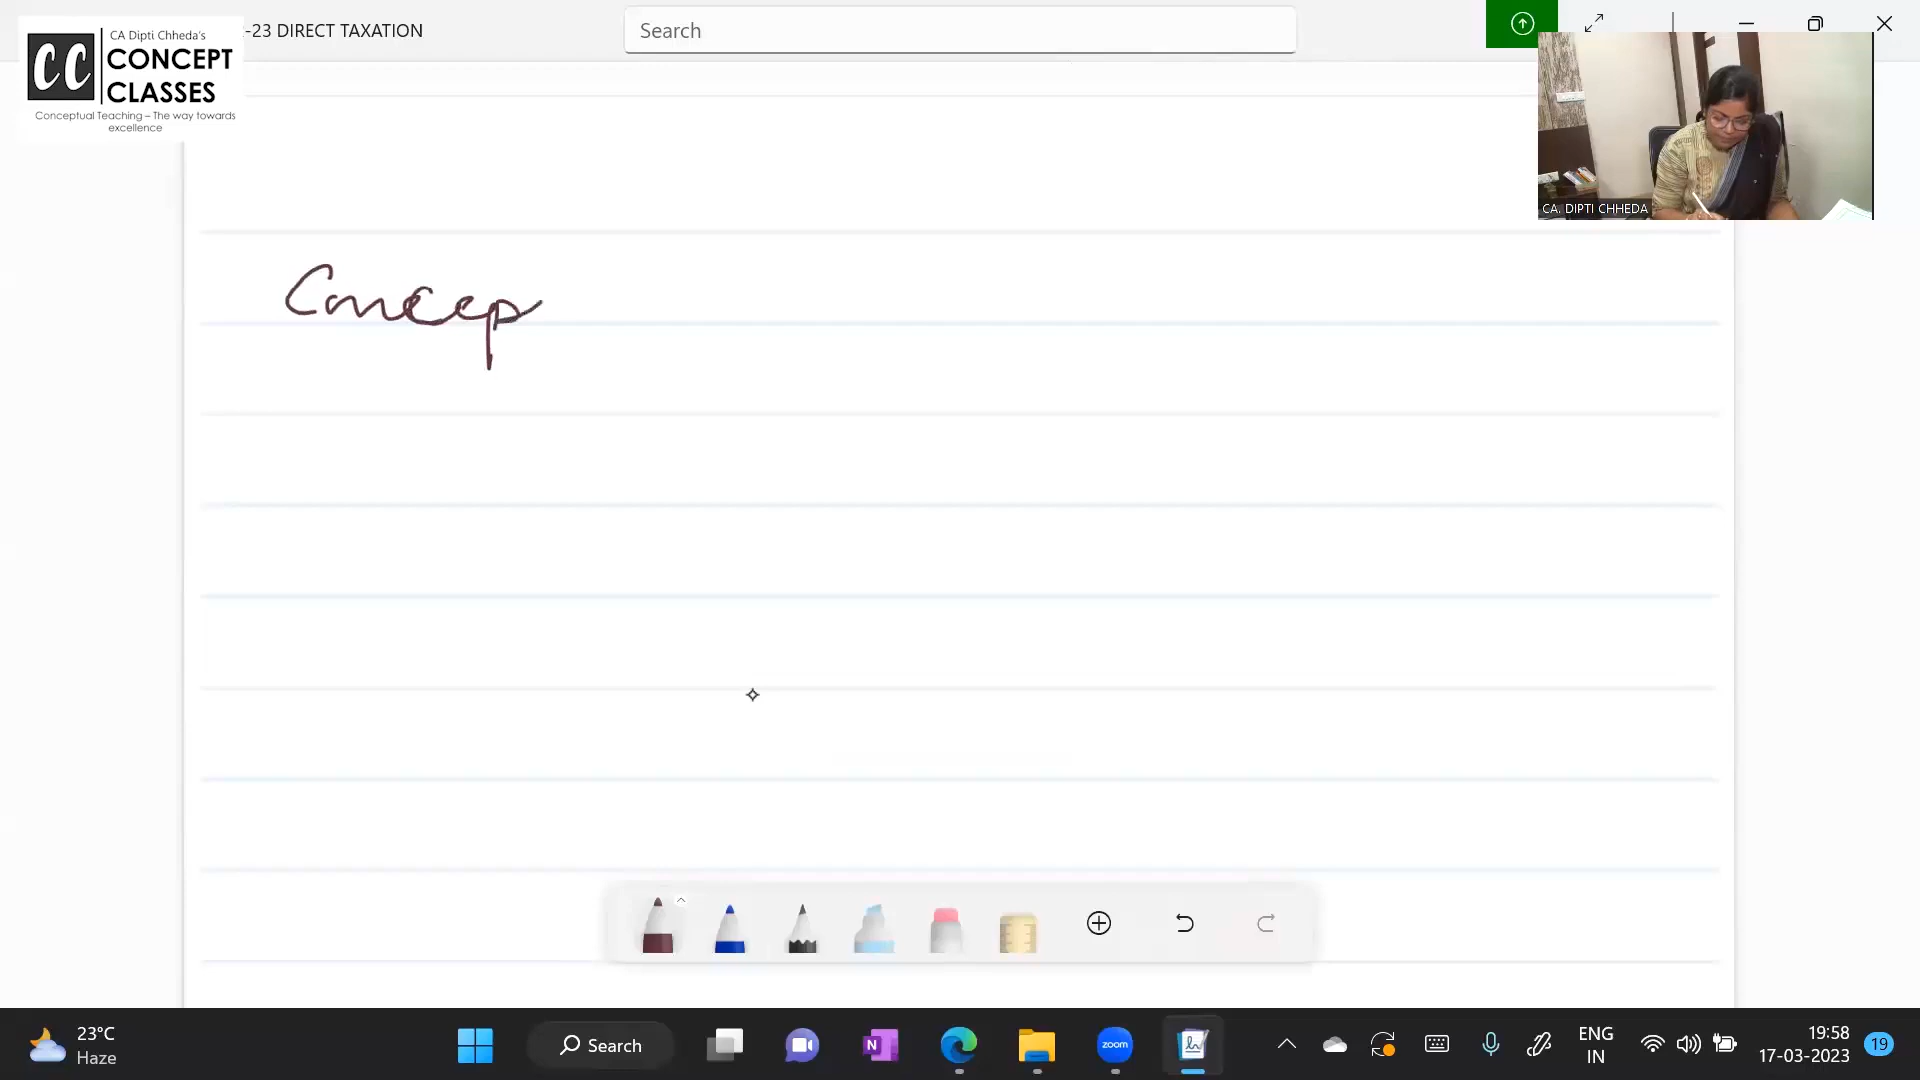 CA Dipti Chheda's
CC CONCEPT CLASSES
Conceptual Teaching – The way towards excellence
-23 DIRECT TAXATION
Search
CA. DIPTI CHHEDA
Concep
23°C
Haze
Search
N
zoom
ENG
IN
19:58
17-03-2023
19